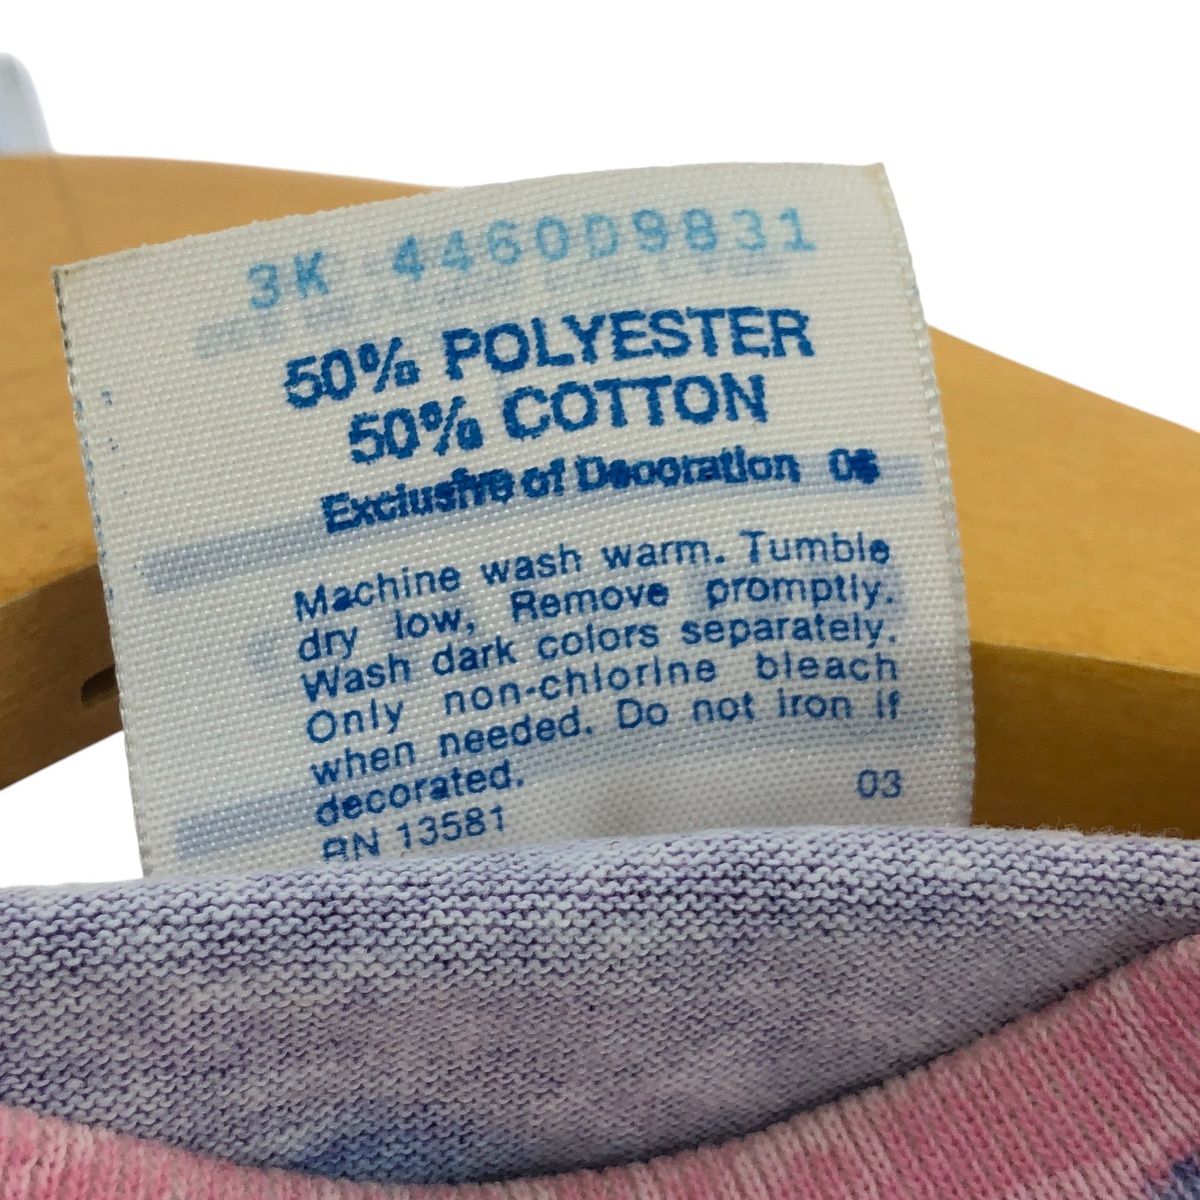 3K 4460D9831
50% POLYESTER
50% COTTON
Exclusive of Decoration
Machine wash warm. Tumble
dry low, Remove promptly.
Wash dark colors separately.
Only non-chlorine bleach
when needed. Do not iron if
decorated.
03
RN 13581